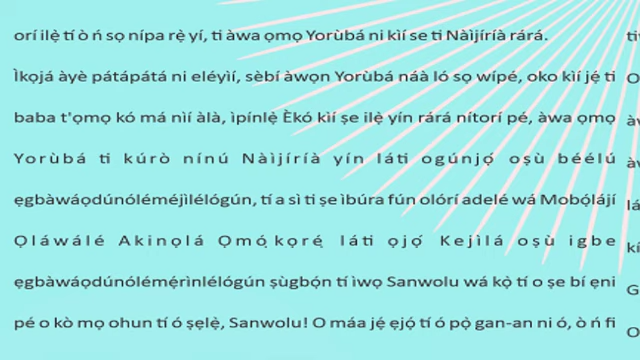 orí ilẹ̀ tí ò ń sọ nípa rẹ̀ yí, ti àwa ọmọ Yorùbá ni kìí se ti Nàìjíríà rárá.
Ìkọjá àyè pátápátá ni eléyìí, sèbí àwọn Yorùbá náà ló sọ wípé, oko kìí jẹ́ ti
baba t'ọmọ kó má nìí àlà, ìpínlẹ̀ Èkó kìí ṣe ilẹ̀ yín rárá nítorí pé, àwa ọmọ
Yorùbá ti kúrò nínú Nàìjíríà yín láti ogúnjọ́ oṣù béélú
ẹgbàwáọdúnóléméjìlélógún, tí a sì ti ṣe ìbúra fún olórí adelé wá Mobọ́lájí
Ọláwálé Akinọlá Ọmọ́kọrẹ́ láti ọjọ́ Kejìlá oṣù igbe
ẹgbàwáọdúnólémẹ́rìnlélógún ṣùgbọ́n tí ìwọ Sanwolu wá kọ̀ tí o ṣe bí ẹni
pé o kò mọ ohun tí ó ṣẹlẹ̀, Sanwolu! O máa jẹ́ ẹjọ́ tí ó pọ̀ gan-an ni ó, ò ń fi